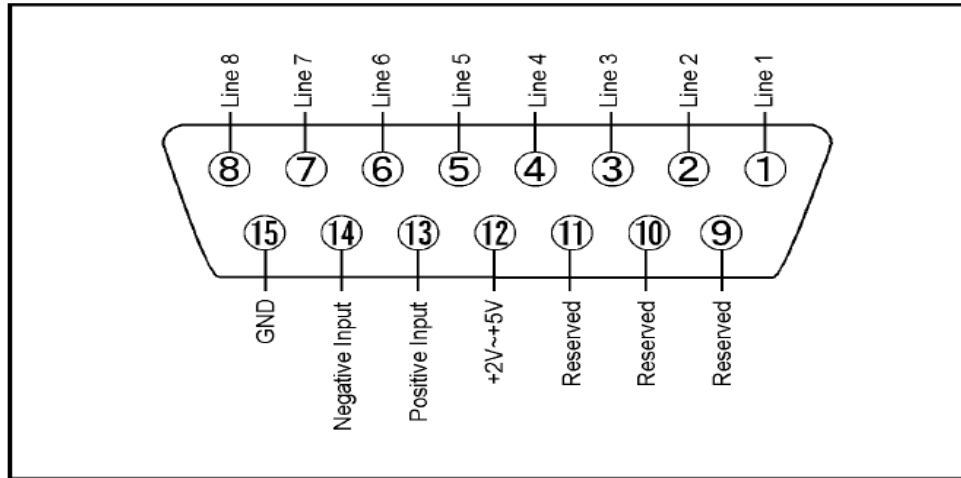 Line 8
Line 7
Line 6
Line 5
Line 4
Line 3
Line 2
Line 1
8
7
6
5
4
3
2
1
15
14
13
12
11
10
9
GND
Negative Input
Positive Input
+2V~+5V
Reserved
Reserved
Reserved